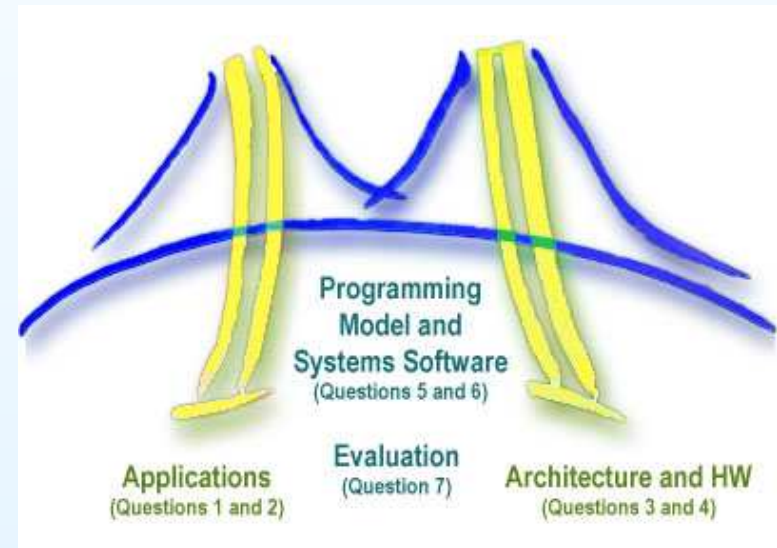 Programming
Model and
Systems Software
(Questions 5 and 6)
Evaluation
(Question 7)
Applications
(Questions 1 and 2)
Architecture and HW
(Questions 3 and 4)